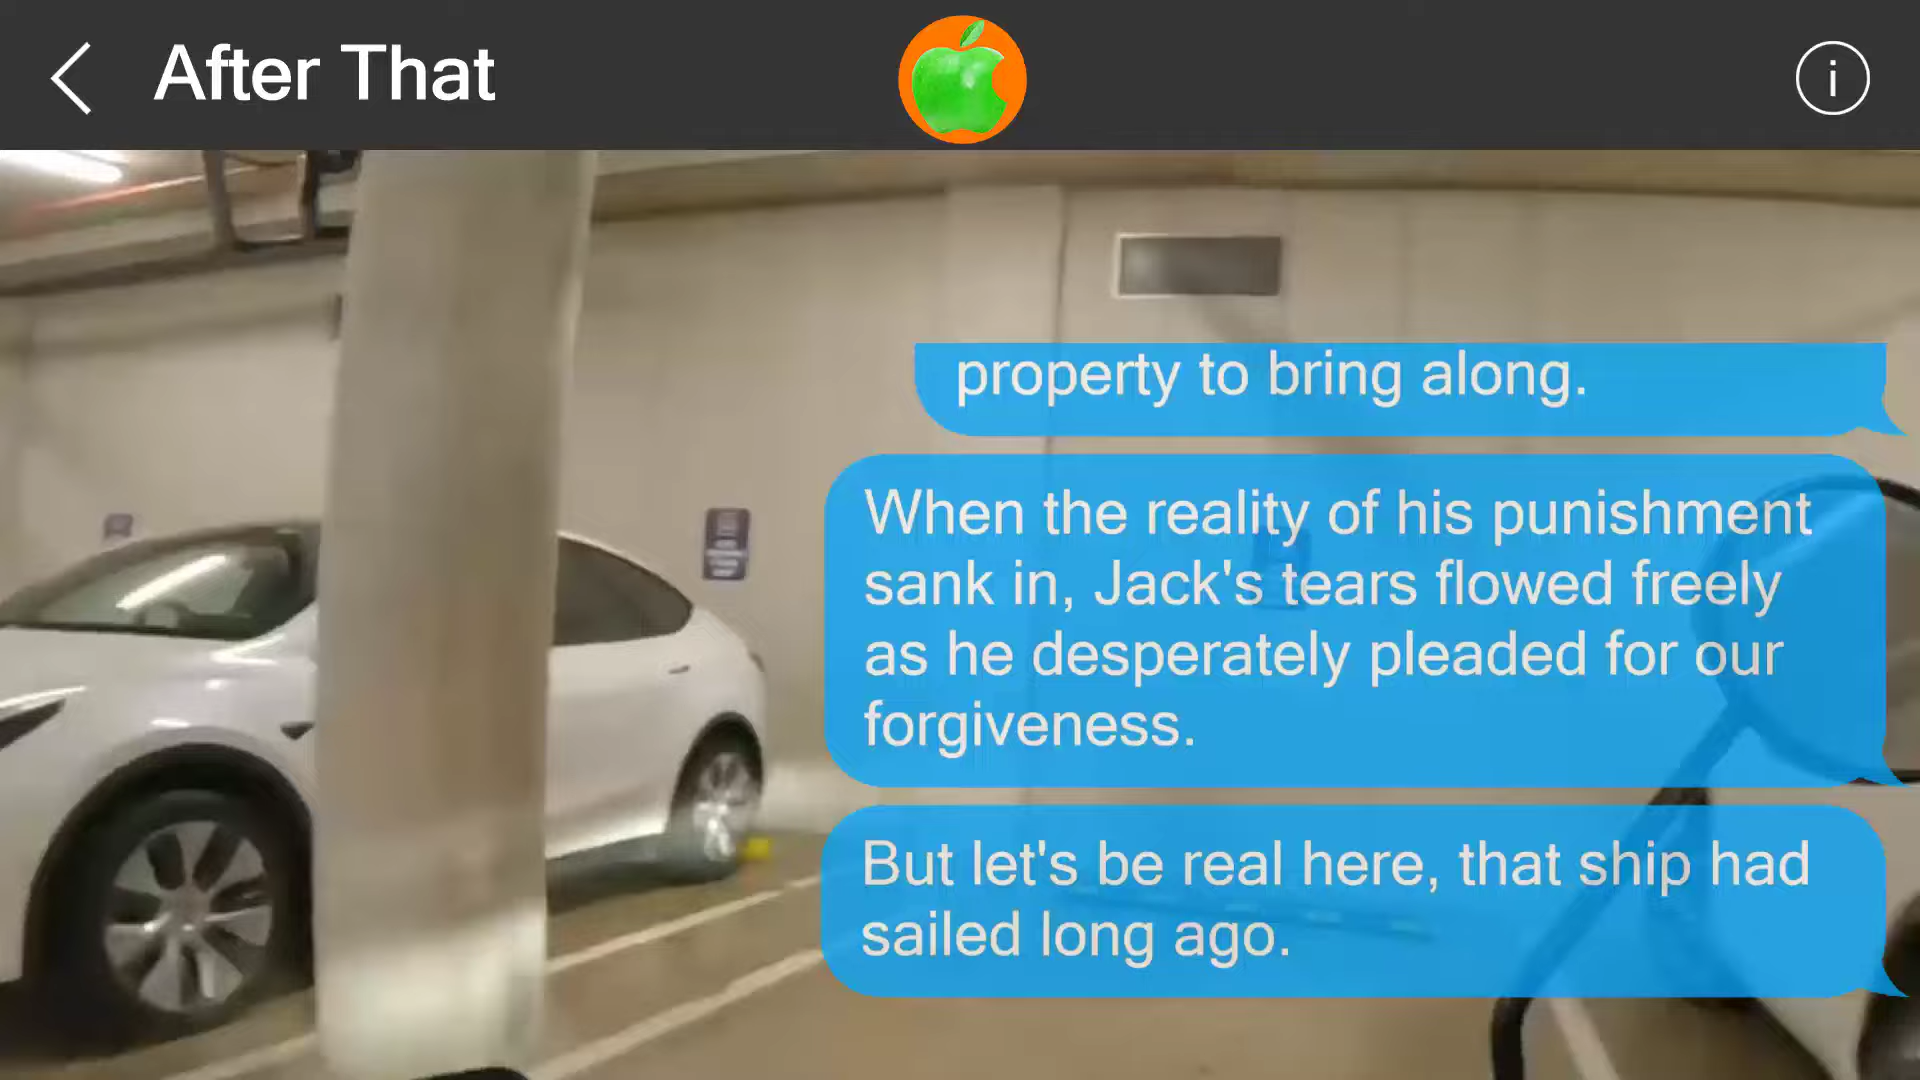 After That
property to bring along.
When the reality of his punishment
sank in, Jack's tears flowed freely
as he desperately pleaded for our
forgiveness.
But let's be real here, that ship had
sailed long ago.